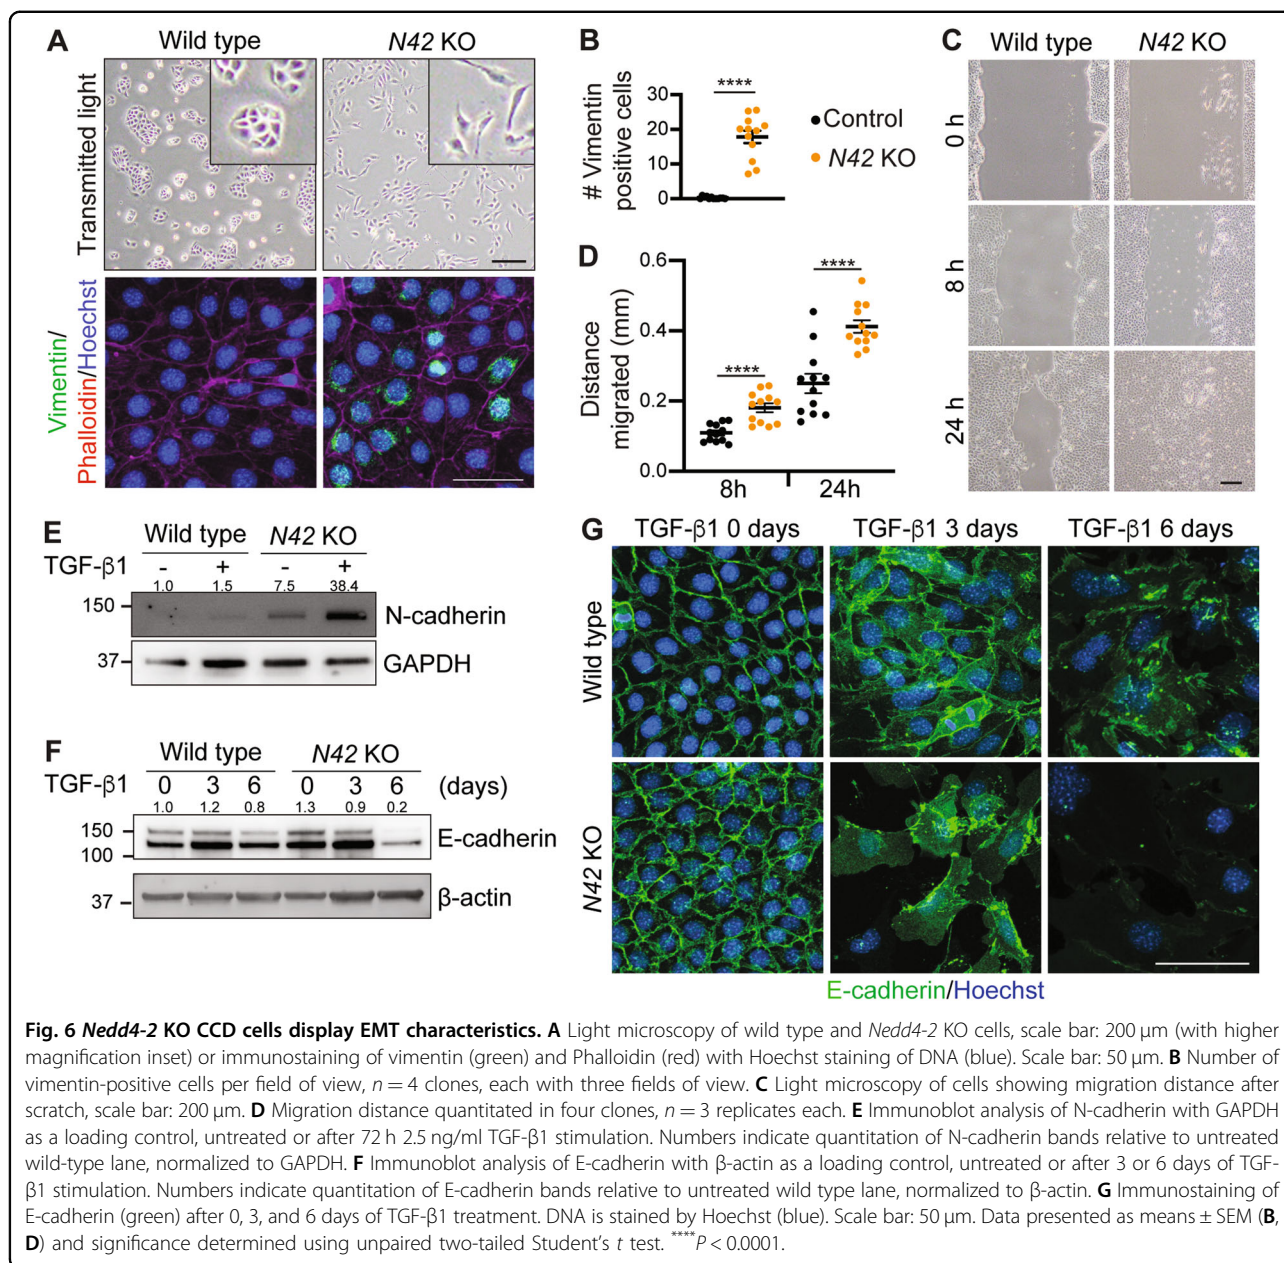 A
Wild type
N42 KO
Transmitted light
Vimentin/
Phalloidin/Hoechst
B
****
# Vimentin
positive cells
30
20
10
0
Control
N42 KO
C
Wild type
N42 KO
0 h
8 h
24 h
D
Distance
migrated (mm)
0.6
0.4
0.2
0.0
****
****
8h
24h
E
Wild type
N42 KO
TGF-β1
- + - +
1.0 1.5 7.5 38.4
150
N-cadherin
37
GAPDH
F
Wild type
N42 KO
TGF-β1 0 3 6 0 3 6 (days)
1.0 1.2 0.8 1.3 0.9 0.2
150
100
E-cadherin
37
β-actin
G
TGF-β1 0 days
TGF-β1 3 days
TGF-β1 6 days
Wild type
N42 KO
E-cadherin/Hoechst
Fig. 6 Nedd4-2 KO CCD cells display EMT characteristics. A Light microscopy of wild type and Nedd4-2 KO cells, scale bar: 200 µm (with higher
magnification inset) or immunostaining of vimentin (green) and Phalloidin (red) with Hoechst staining of DNA (blue). Scale bar: 50 µm. B Number of
vimentin-positive cells per field of view, n = 4 clones, each with three fields of view. C Light microscopy of cells showing migration distance after
scratch, scale bar: 200 µm. D Migration distance quantitated in four clones, n = 3 replicates each. E Immunoblot analysis of N-cadherin with GAPDH
as a loading control, untreated or after 72 h 2.5 ng/ml TGF-β1 stimulation. Numbers indicate quantitation of N-cadherin bands relative to untreated
wild-type lane, normalized to GAPDH. F Immunoblot analysis of E-cadherin with β-actin as a loading control, untreated or after 3 or 6 days of TGF-
β1 stimulation. Numbers indicate quantitation of E-cadherin bands relative to untreated wild type lane, normalized to β-actin. G Immunostaining of
E-cadherin (green) after 0, 3, and 6 days of TGF-β1 treatment. DNA is stained by Hoechst (blue). Scale bar: 50 µm. Data presented as means ± SEM (B,
D) and significance determined using unpaired two-tailed Student's t test. ****P < 0.0001.